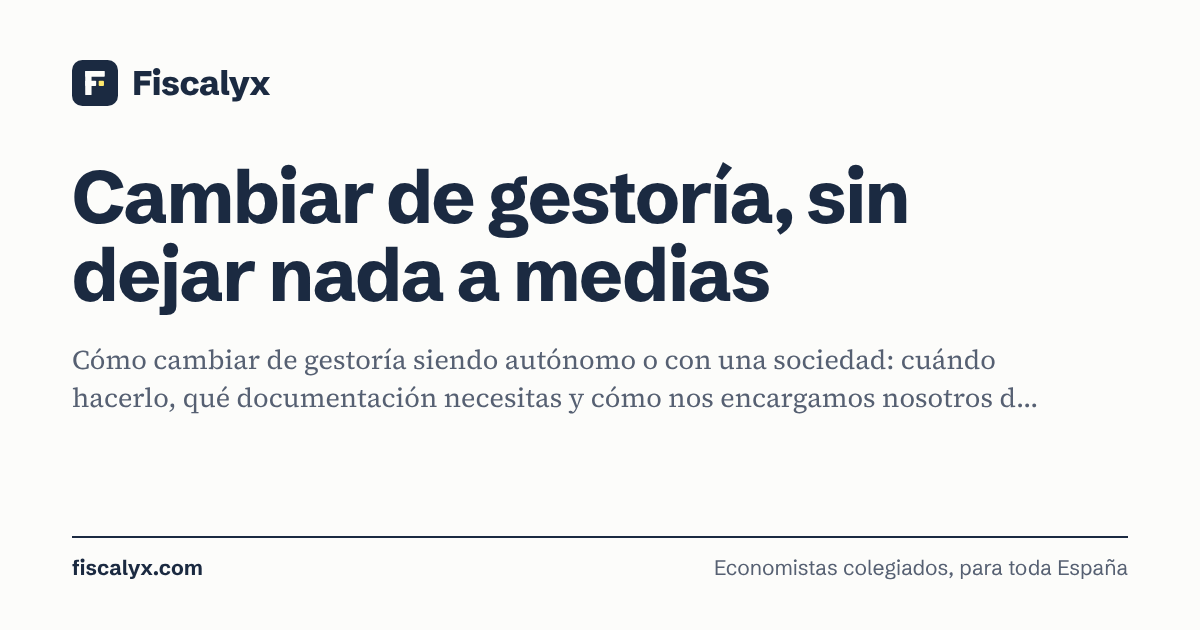 F
Fiscalyx
Cambiar de gestoría, sin
dejar nada a medias
Cómo cambiar de gestoría siendo autónomo o con una sociedad: cuándo
hacerlo, qué documentación necesitas y cómo nos encargamos nosotros d...
fiscalyx.com
Economistas colegiados, para toda España